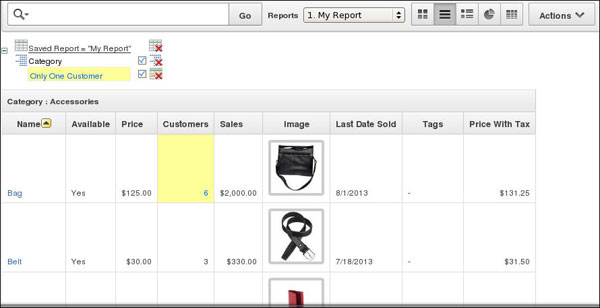 Go Reports 1. My Report Actions
Saved Report = "My Report"
Category
Only One Customer
Category : Accessories
Name Available Price Customers Sales Image Last Date Sold Tags Price With Tax
Bag Yes $125.00 6 $2,000.00 8/1/2013 - $131.25
Belt Yes $30.00 3 $330.00 7/18/2013 - $31.50